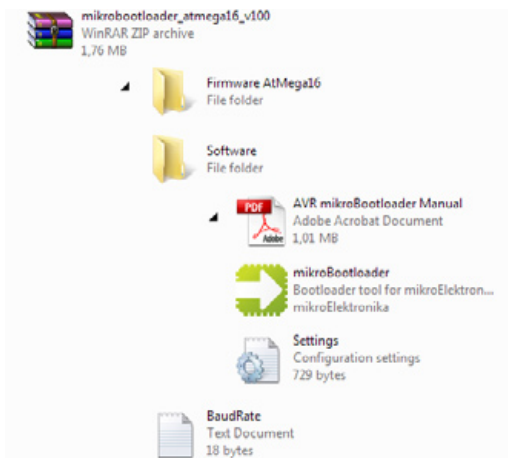 mikrobootloader_atmega16_v100
WinRAR ZIP archive
1,76 MB
Firmware AtMega16
File folder
Software
File folder
PDF
Adobe
AVR mikroBootloader Manual
Adobe Acrobat Document
1,01 MB
mikroBootloader
Bootloader tool for mikroElektron...
mikroElektronika
Settings
Configuration settings
729 bytes
BaudRate
Text Document
18 bytes